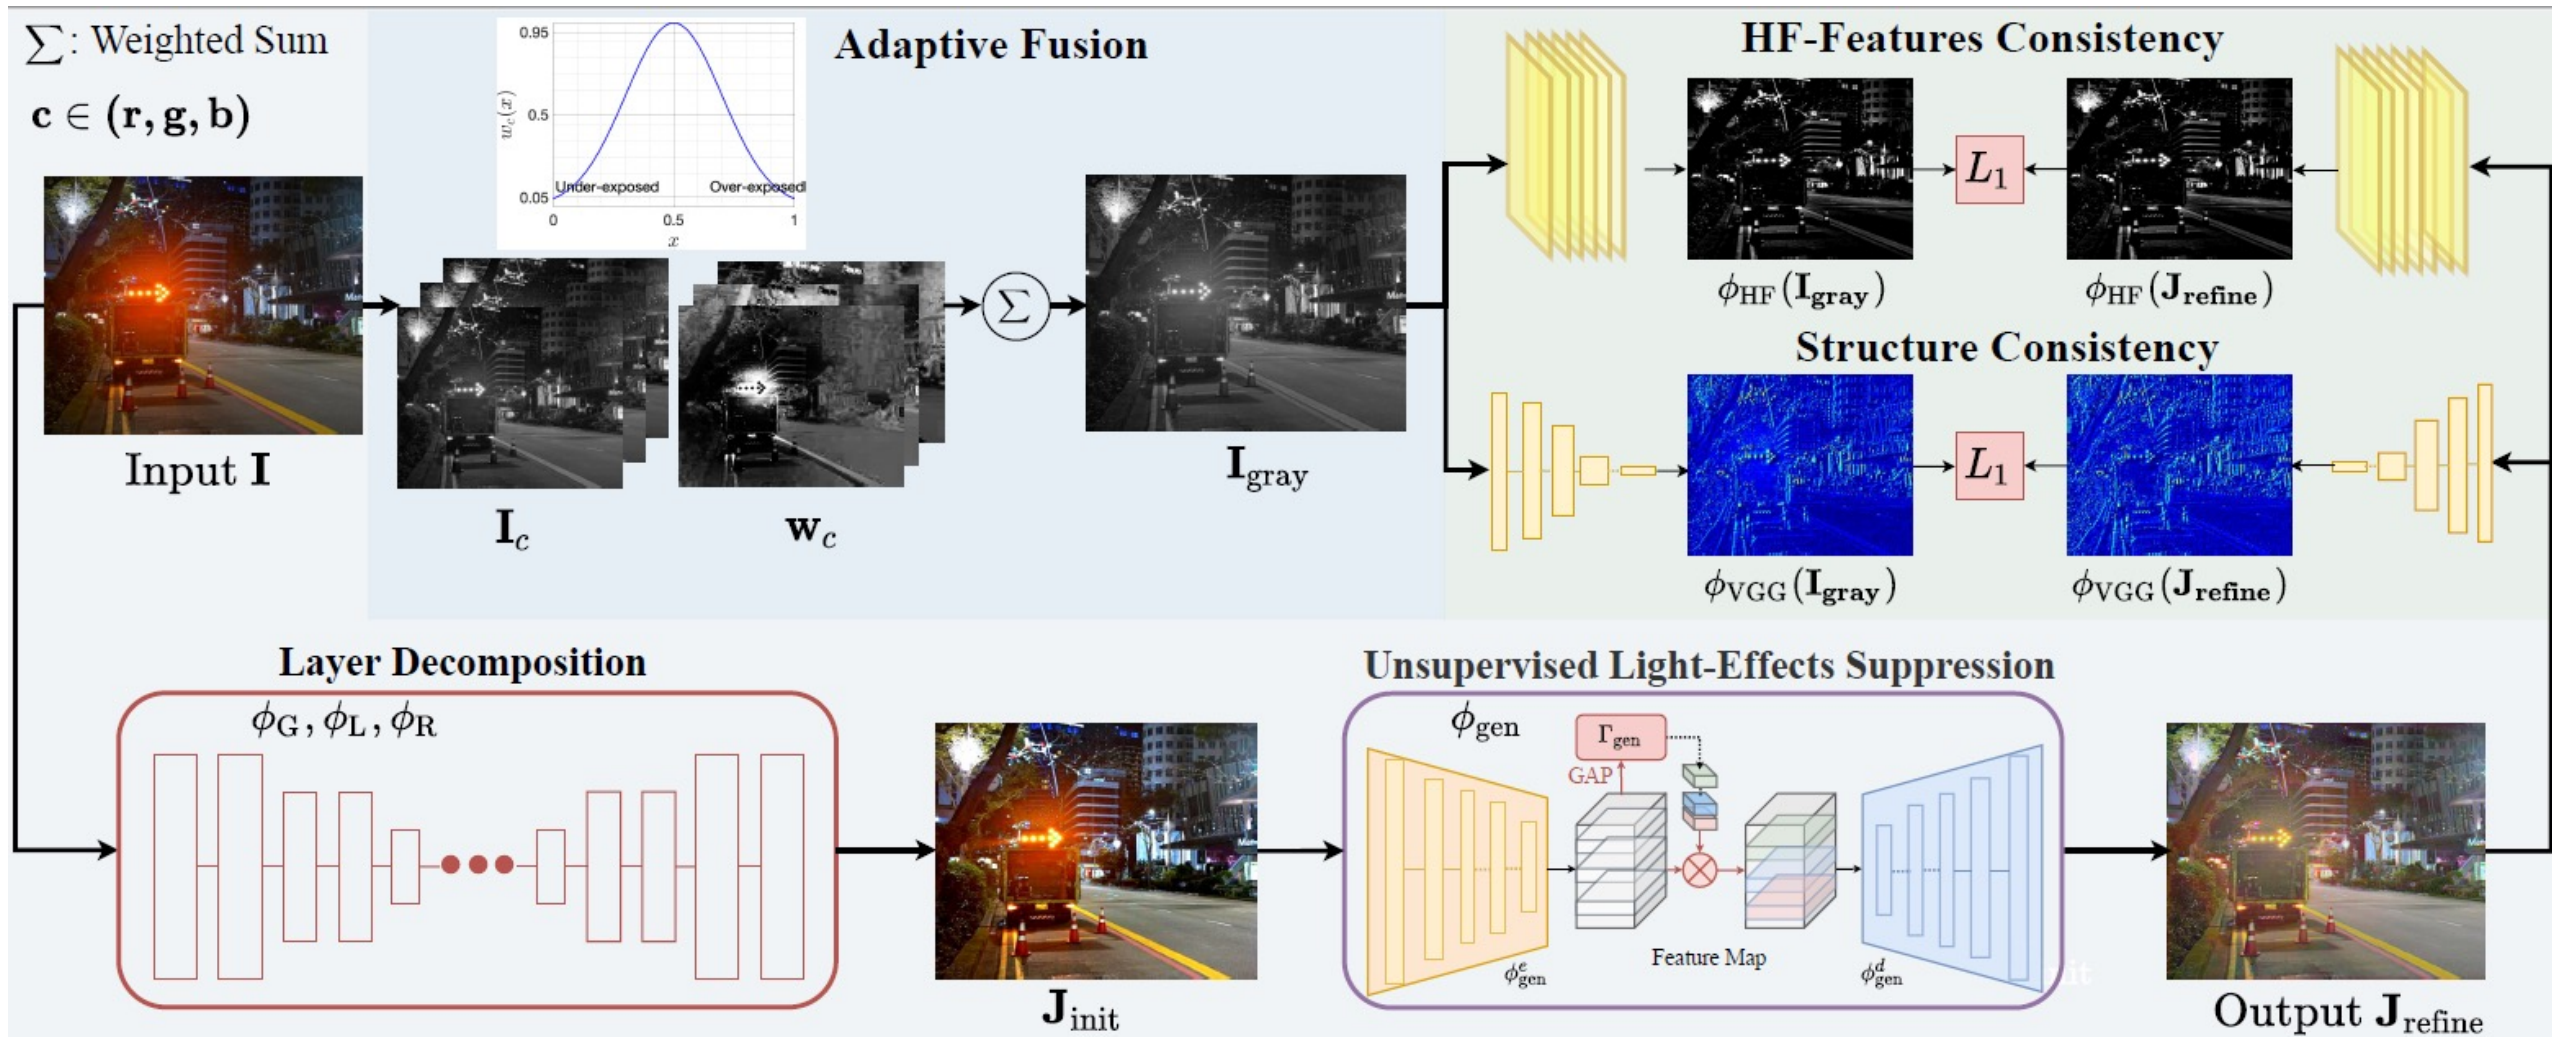 ∑: Weighted Sum
c ∈ (r, g, b)
Input I
Adaptive Fusion
0.95
0.5
0.05
w_c(x)
Under-exposed
Over-exposed
0
0.5
1
x
I_c
w_c
∑
I_gray
HF-Features Consistency
L_1
ϕ_HF(I_gray)
ϕ_HF(J_refine)
Structure Consistency
L_1
ϕ_VGG(I_gray)
ϕ_VGG(J_refine)
Layer Decomposition
ϕ_G, ϕ_L, ϕ_R
J_init
Unsupervised Light-Effects Suppression
ϕ_gen
Γ_gen
GAP
Feature Map
ϕ^e_gen
ϕ^d_gen
Output J_refine